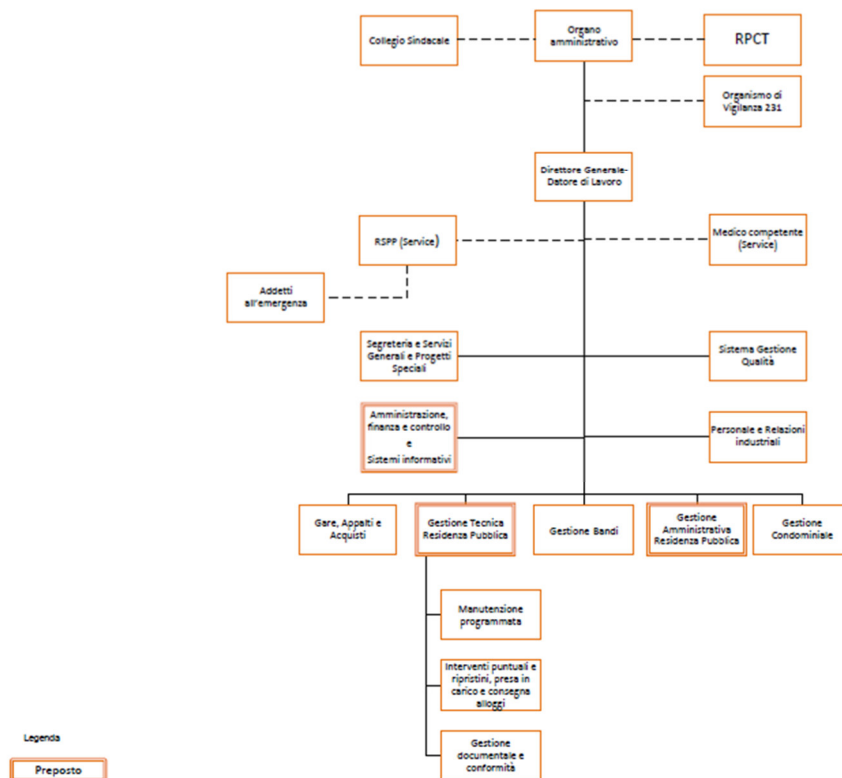 Collegio Sindacale
Organo
amministrativo
RPCT
Organismo di
Vigilanza 231
Direttore Generale-
Datore di Lavoro
RSPP (Service)
Medico competente
(Service)
Addetti
all'emergenza
Segreteria e Servizi
Generali e Progetti
Speciali
Sistema Gestione
Qualità
Amministrazione,
finanza e controllo
e
Sistemi informativi
Personale e Relazioni
industriali
Gare, Appalti e
Acquisti
Gestione Tecnica
Residenza Pubblica
Gestione Bandi
Gestione
Amministrativa
Residenza Pubblica
Gestione
Condominiale
Manutenzione
programmata
Interventi puntuali e
ripristini, presa in
carico e consegna
alloggi
Gestione
documentale e
conformità
Legenda
Preposto